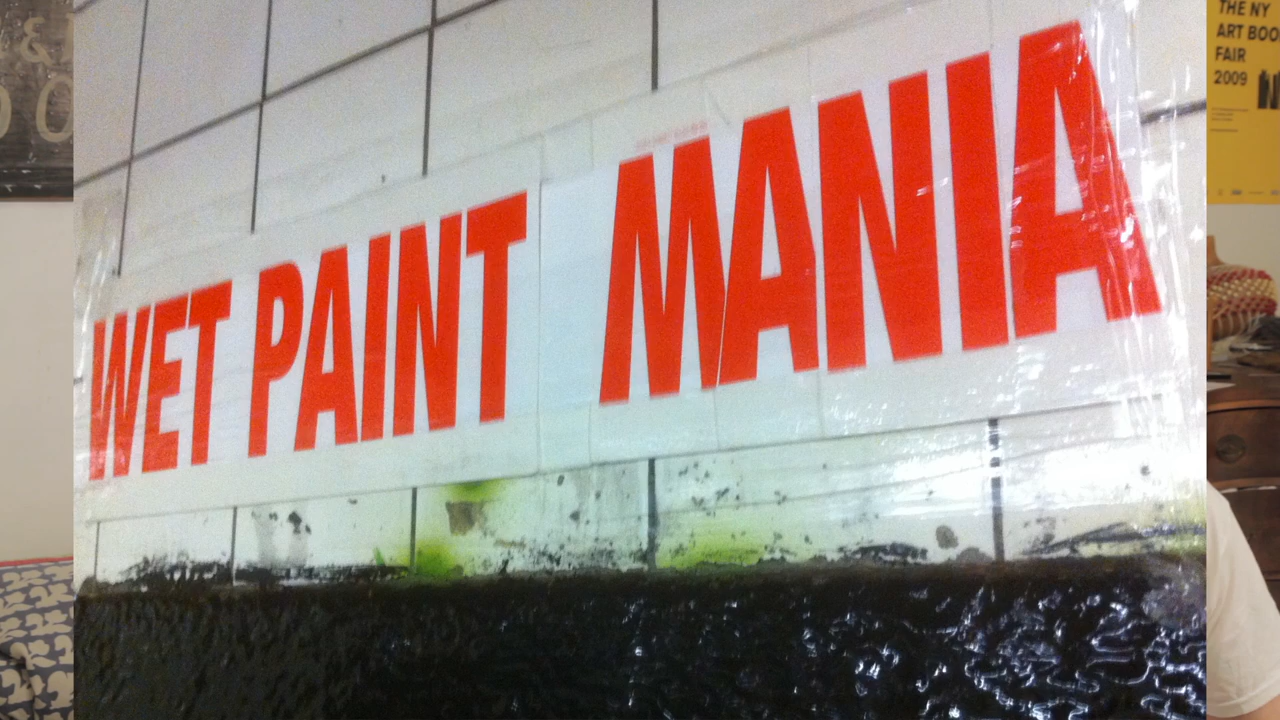 WET PAINT MANIA
THE NY
ART BOO
FAIR
2009